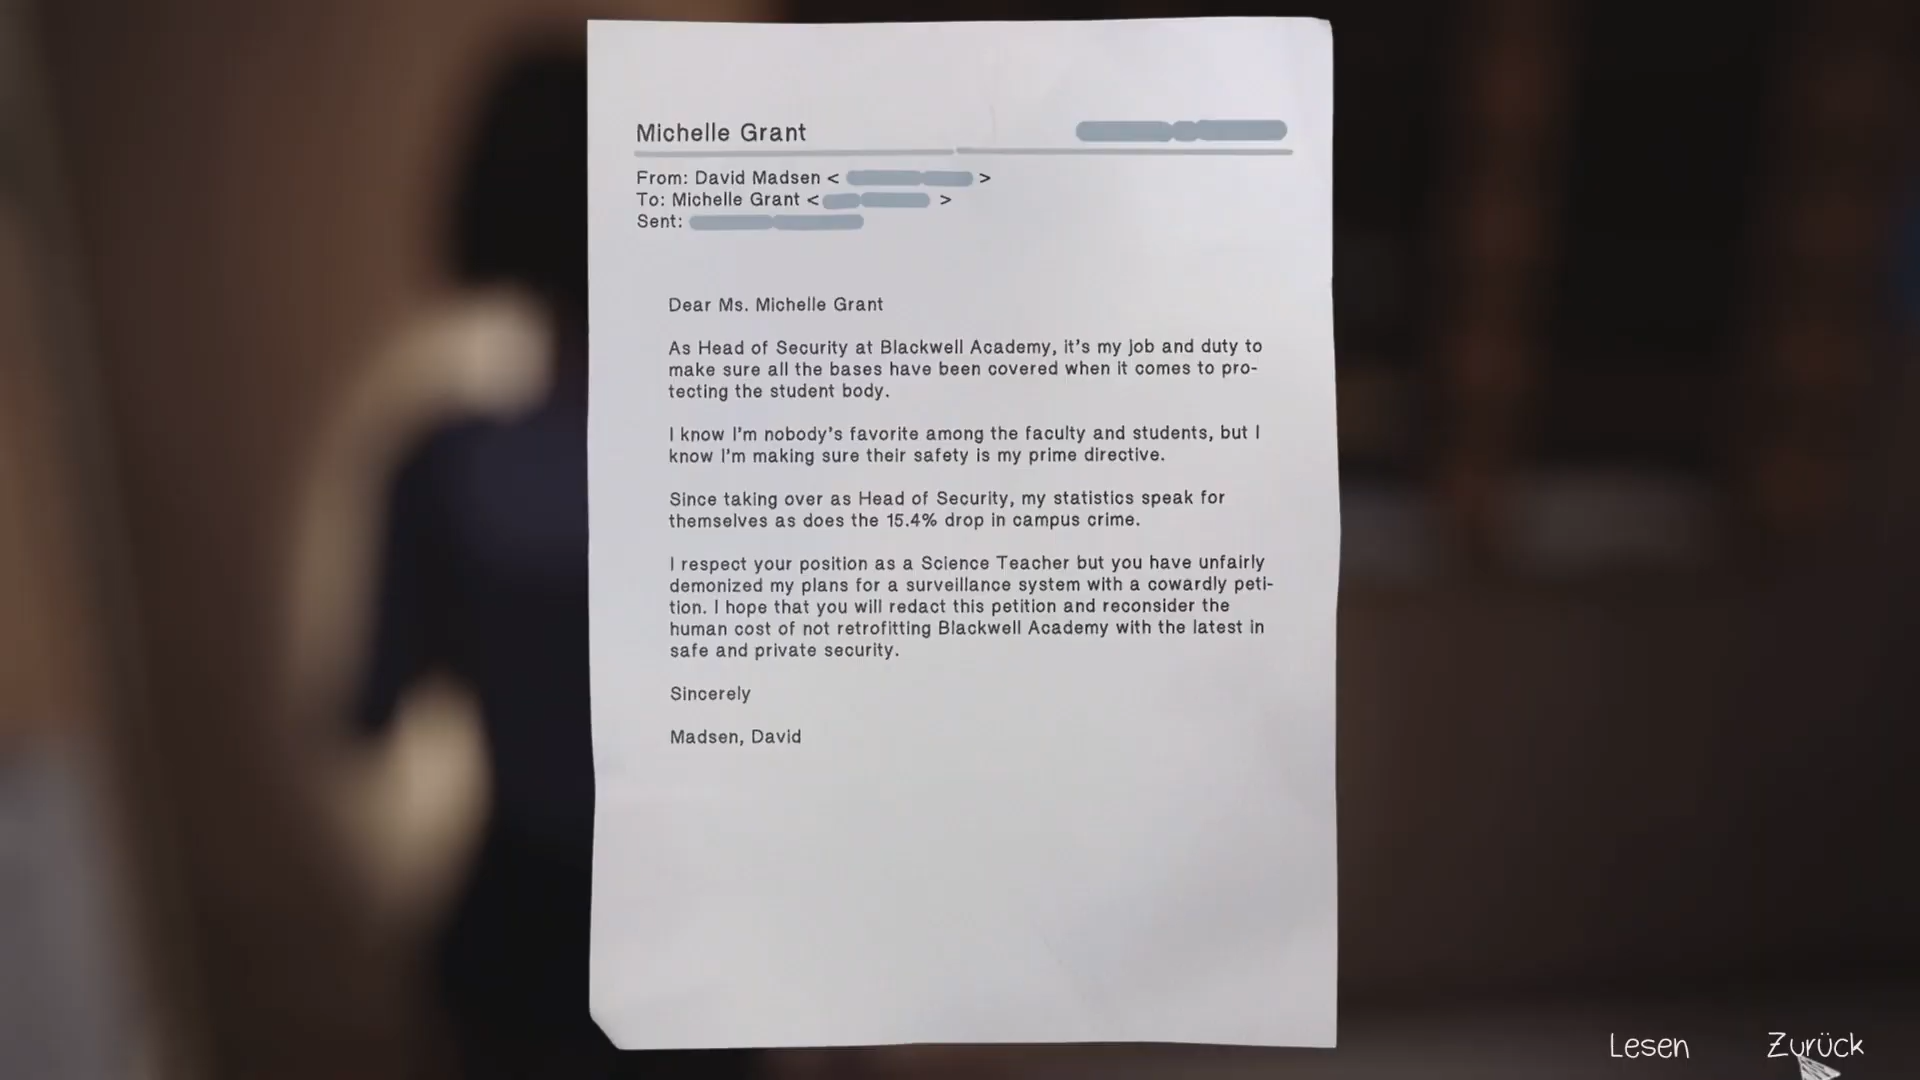 Michelle Grant
From: David Madsen < >
To: Michelle Grant < >
Sent:
Dear Ms. Michelle Grant
As Head of Security at Blackwell Academy, it's my job and duty to
make sure all the bases have been covered when it comes to pro-
tecting the student body.
I know I'm nobody's favorite among the faculty and students, but I
know I'm making sure their safety is my prime directive.
Since taking over as Head of Security, my statistics speak for
themselves as does the 15.4% drop in campus crime.
I respect your position as a Science Teacher but you have unfairly
demonized my plans for a surveillance system with a cowardly peti-
tion. I hope that you will redact this petition and reconsider the
human cost of not retrofitting Blackwell Academy with the latest in
safe and private security.
Sincerely
Madsen, David
Lesen Zurück